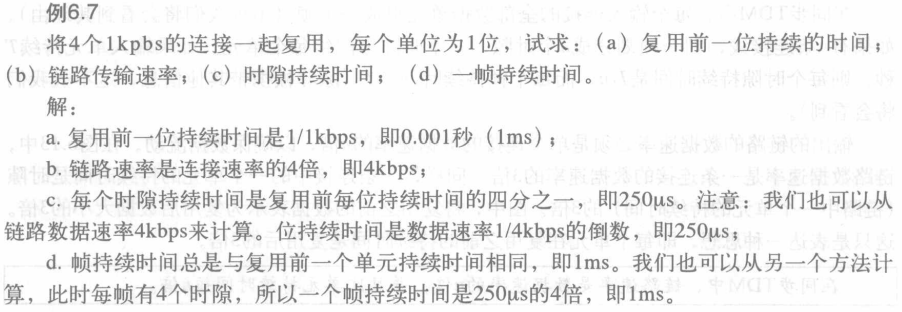 例6.7
将4个1kpbs的连接一起复用，每个单位为1位，试求：（a）复用前一位持续的时间；
（b）链路传输速率；（c）时隙持续时间；（d）一帧持续时间。
解：
a. 复用前一位持续时间是1/1kbps，即0.001秒（1ms）；
b. 链路速率是连接速率的4倍，即4kbps；
c. 每个时隙持续时间是复用前每位持续时间的四分之一，即250μs。注意：我们也可以从
链路数据速率4kbps来计算。位持续时间是数据速率1/4kbps的倒数，即250μs；
d. 帧持续时间总是与复用前一个单元持续时间相同，即1ms。我们也可以从另一个方法计
算，此时每帧有4个时隙，所以一个帧持续时间是250μs的4倍，即1ms。